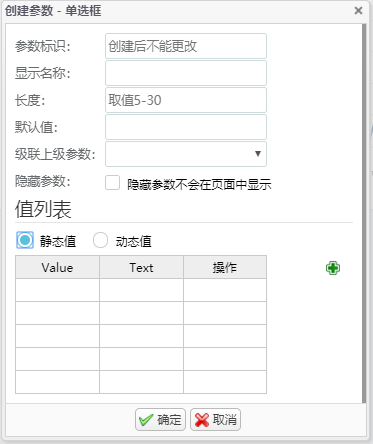 创建参数 - 单选框
参数标识: 创建后不能更改
显示名称:
长度: 取值5-30
默认值:
级联上级参数:
隐藏参数: 隐藏参数不会在页面中显示
值列表
静态值 动态值
Value Text 操作
确定 取消